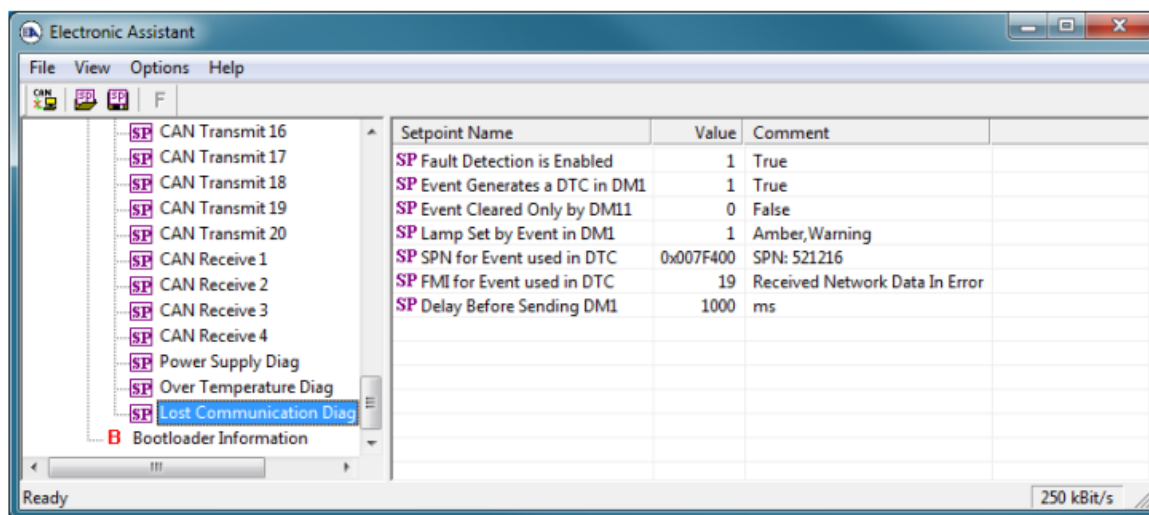 Electronic Assistant
File View Options Help
CAN SP SP F
SP CAN Transmit 16
SP CAN Transmit 17
SP CAN Transmit 18
SP CAN Transmit 19
SP CAN Transmit 20
SP CAN Receive 1
SP CAN Receive 2
SP CAN Receive 3
SP CAN Receive 4
SP Power Supply Diag
SP Over Temperature Diag
SP Lost Communication Diag
B Bootloader Information
Setpoint Name Value Comment
SP Fault Detection is Enabled 1 True
SP Event Generates a DTC in DM1 1 True
SP Event Cleared Only by DM11 0 False
SP Lamp Set by Event in DM1 1 Amber,Warning
SP SPN for Event used in DTC 0x007F400 SPN: 521216
SP FMI for Event used in DTC 19 Received Network Data In Error
SP Delay Before Sending DM1 1000 ms
Ready 250 kBit/s